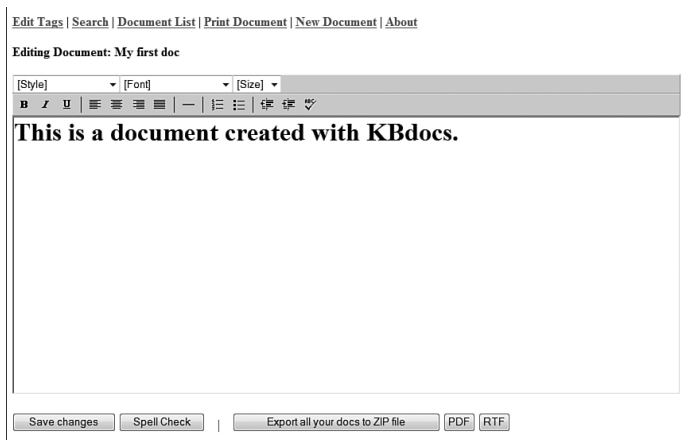 Edit Tags | Search | Document List | Print Document | New Document | About
Editing Document: My first doc
[Style] [Font] [Size]
B I U ABC
This is a document created with KBdocs.
Save changes Spell Check | Export all your docs to ZIP file PDF RTF